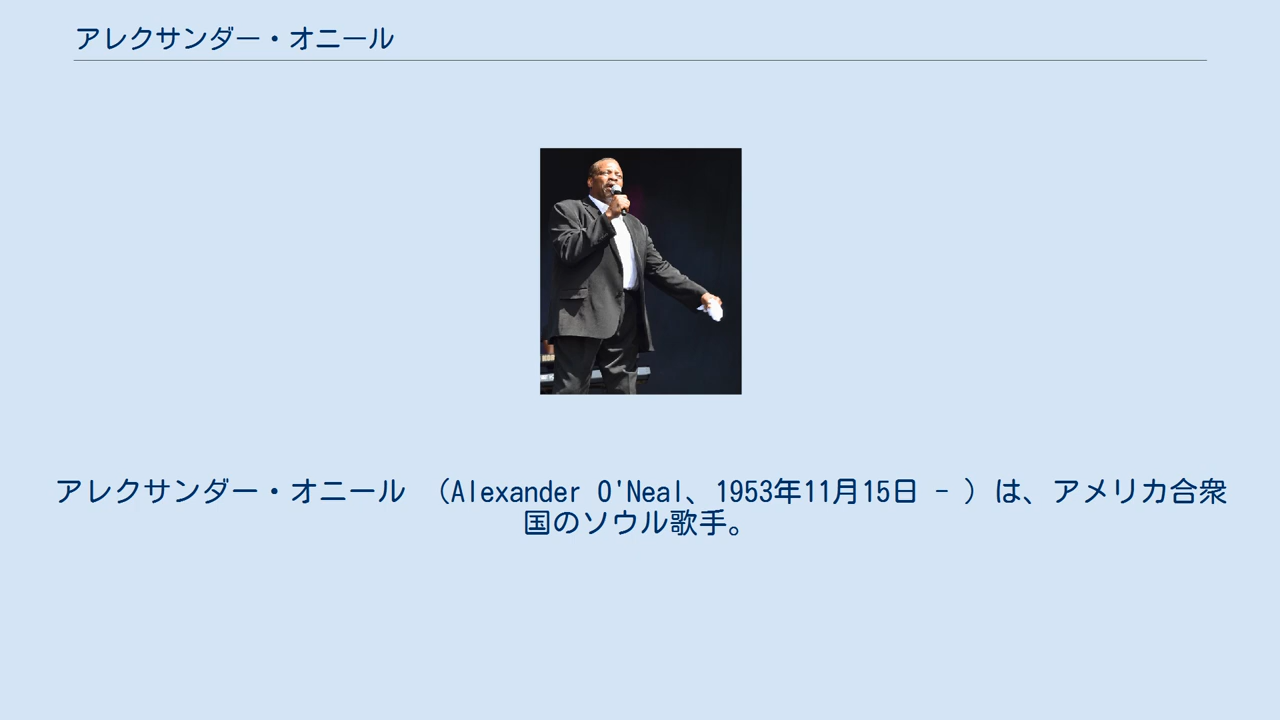 アレクサンダー・オニール
アレクサンダー・オニール （Alexander O'Neal、1953年11月15日 - ）は、アメリカ合衆
国のソウル歌手。